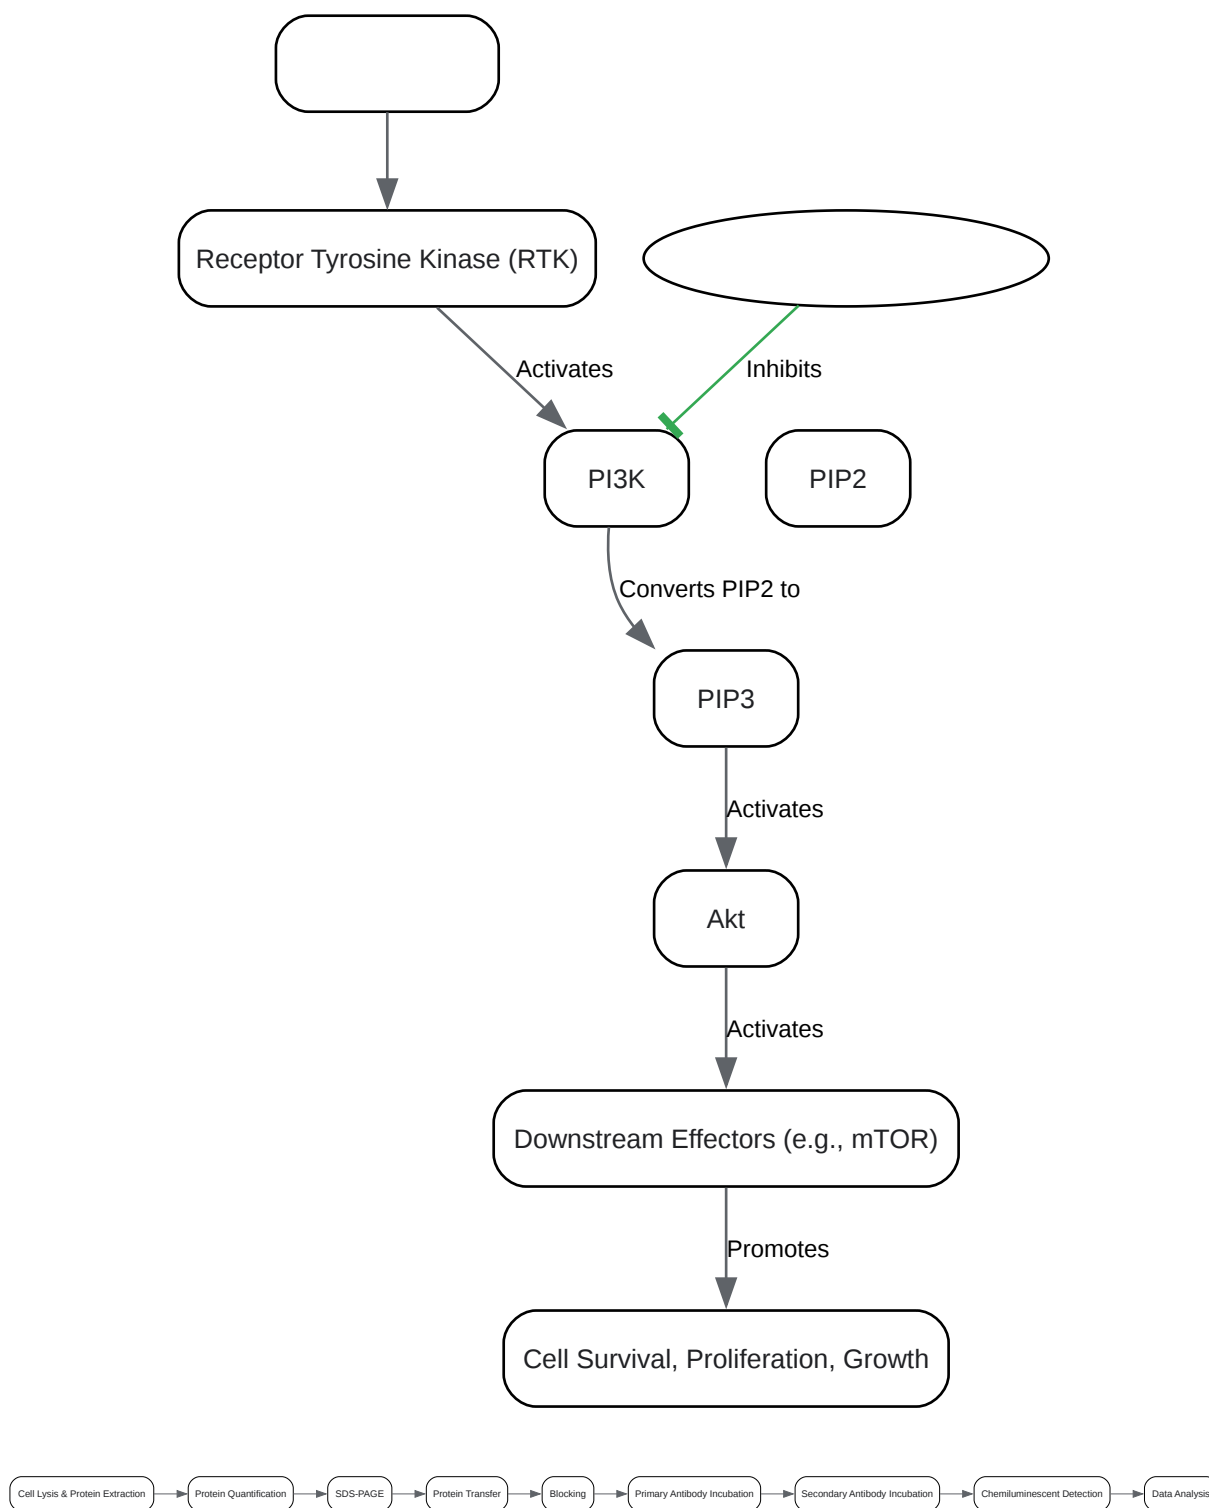 Receptor Tyrosine Kinase (RTK)
Activates
Inhibits
PI3K
PIP2
Converts PIP2 to
PIP3
Activates
Akt
Activates
Downstream Effectors (e.g., mTOR)
Promotes
Cell Survival, Proliferation, Growth
Cell Lysis & Protein Extraction
Protein Quantification
SDS-PAGE
Protein Transfer
Blocking
Primary Antibody Incubation
Secondary Antibody Incubation
Chemiluminescent Detection
Data Analysis